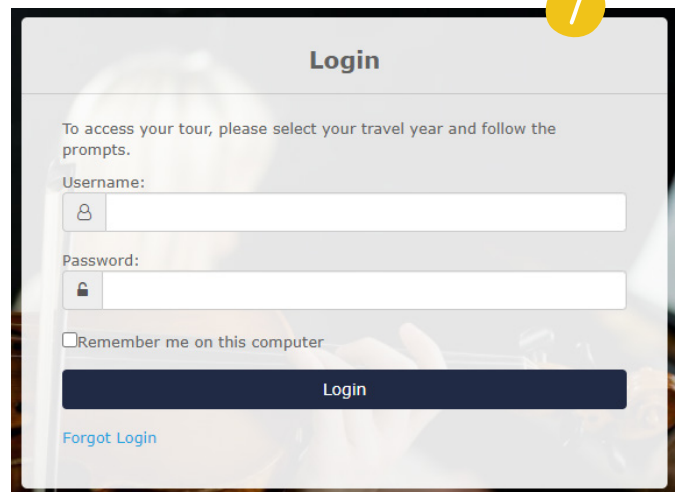 Login
To access your tour, please select your travel year and follow the
prompts.
Username:
Password:
Remember me on this computer
Login
Forgot Login